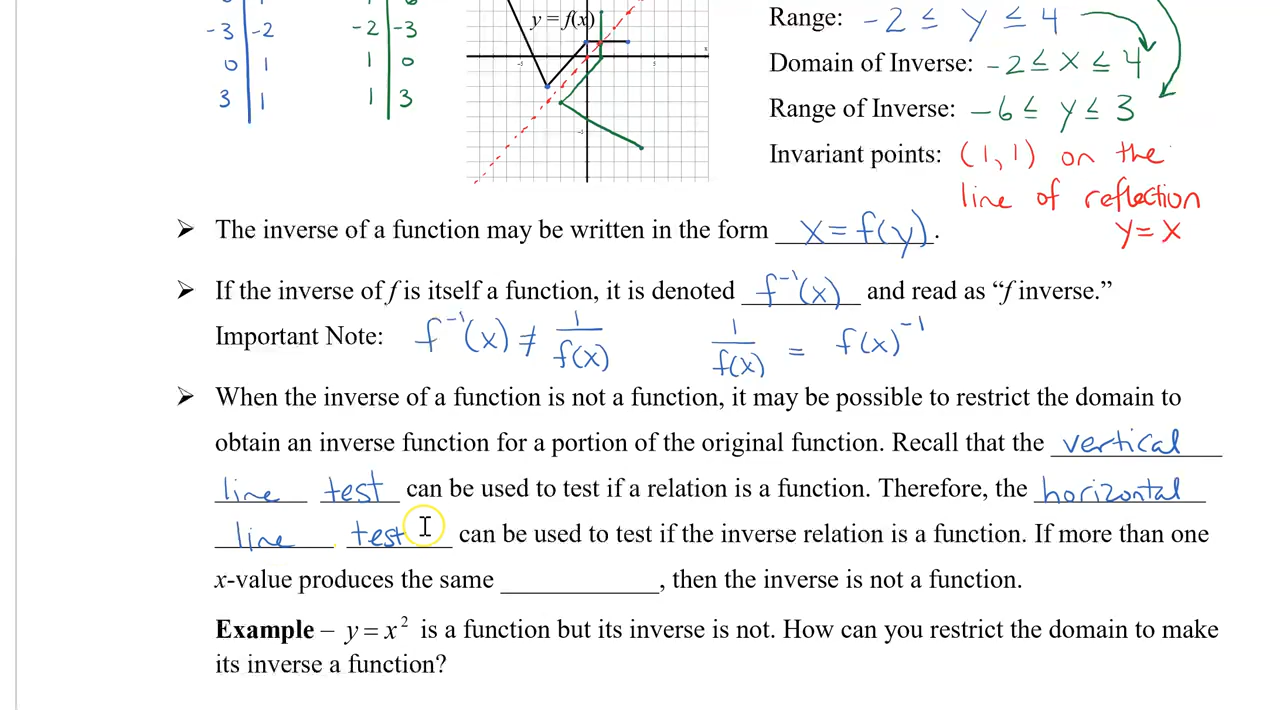 -3 -2 -2 -3
0 1 1 0
3 1 1 3
y = f(x)
Range: -2 ≤ y ≤ 4
Domain of Inverse: -2 ≤ x ≤ 4
Range of Inverse: -6 ≤ y ≤ 3
Invariant points: (1, 1) on the
line of reflection
y = x
➢ The inverse of a function may be written in the form x = f(y).
➢ If the inverse of f is itself a function, it is denoted f⁻¹(x) and read as “f inverse.”
Important Note: f⁻¹(x) ≠ 1/f(x) 1/f(x) = f(x)⁻¹
➢ When the inverse of a function is not a function, it may be possible to restrict the domain to
obtain an inverse function for a portion of the original function. Recall that the vertical
line test can be used to test if a relation is a function. Therefore, the horizontal
line test can be used to test if the inverse relation is a function. If more than one
x-value produces the same ____________, then the inverse is not a function.
Example – y = x² is a function but its inverse is not. How can you restrict the domain to make
its inverse a function?